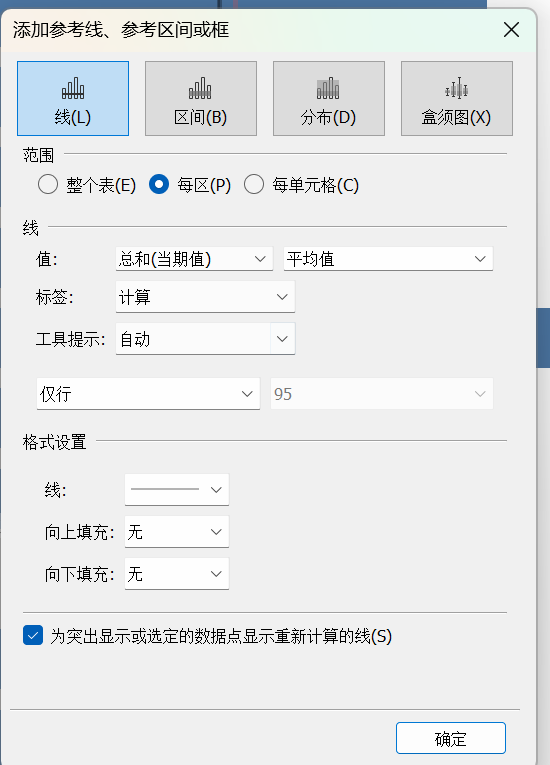 添加参考线、参考区间或框
线(L) 区间(B) 分布(D) 盒须图(X)
范围
整个表(E) 每区(P) 每单元格(C)
线
值: 总和(当期值) 平均值
标签: 计算
工具提示: 自动
仅行 95
格式设置
线:
向上填充: 无
向下填充: 无
为突出显示或选定的数据点显示重新计算的线(S)
确定